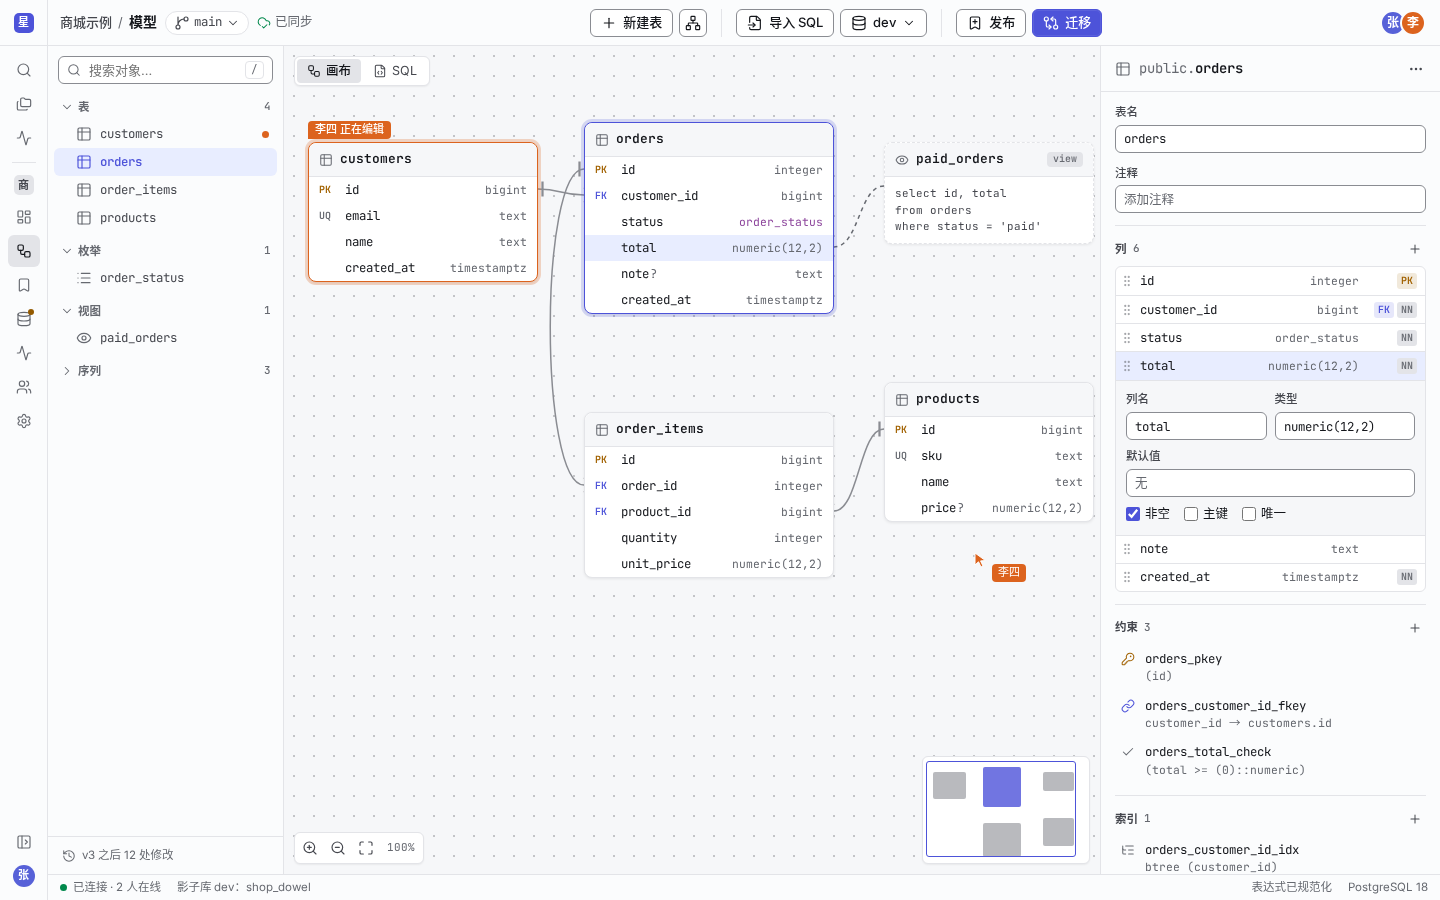 星
商城示例 / 模型
main
已同步
新建表
导入 SQL
dev
发布
迁移
张
李
搜索对象...
/
表 4
customers
orders
order_items
products
枚举 1
order_status
视图 1
paid_orders
序列 3
商
v3 之后 12 处修改
张
画布
SQL
李四 正在编辑
customers
PK id bigint
UQ email text
name text
created_at timestamptz
orders
PK id integer
FK customer_id bigint
status order_status
total numeric(12,2)
note? text
created_at timestamptz
paid_orders view
select id, total
from orders
where status = 'paid'
order_items
PK id bigint
FK order_id integer
FK product_id bigint
quantity integer
unit_price numeric(12,2)
products
PK id bigint
UQ sku text
name text
price? numeric(12,2)
李四
100%
public.orders
表名
orders
注释
添加注释
列 6
id integer PK
customer_id bigint FK NN
status order_status NN
total numeric(12,2) NN
列名 类型
total numeric(12,2)
默认值
无
非空 主键 唯一
note text
created_at timestamptz NN
约束 3
orders_pkey
(id)
orders_customer_id_fkey
customer_id → customers.id
orders_total_check
(total >= (0)::numeric)
索引 1
orders_customer_id_idx
btree (customer_id)
已连接 · 2 人在线 影子库 dev: shop_dowel
表达式已规范化 PostgreSQL 18